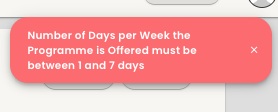 Number of Days per Week the
Programme is Offered must be
between 1 and 7 days